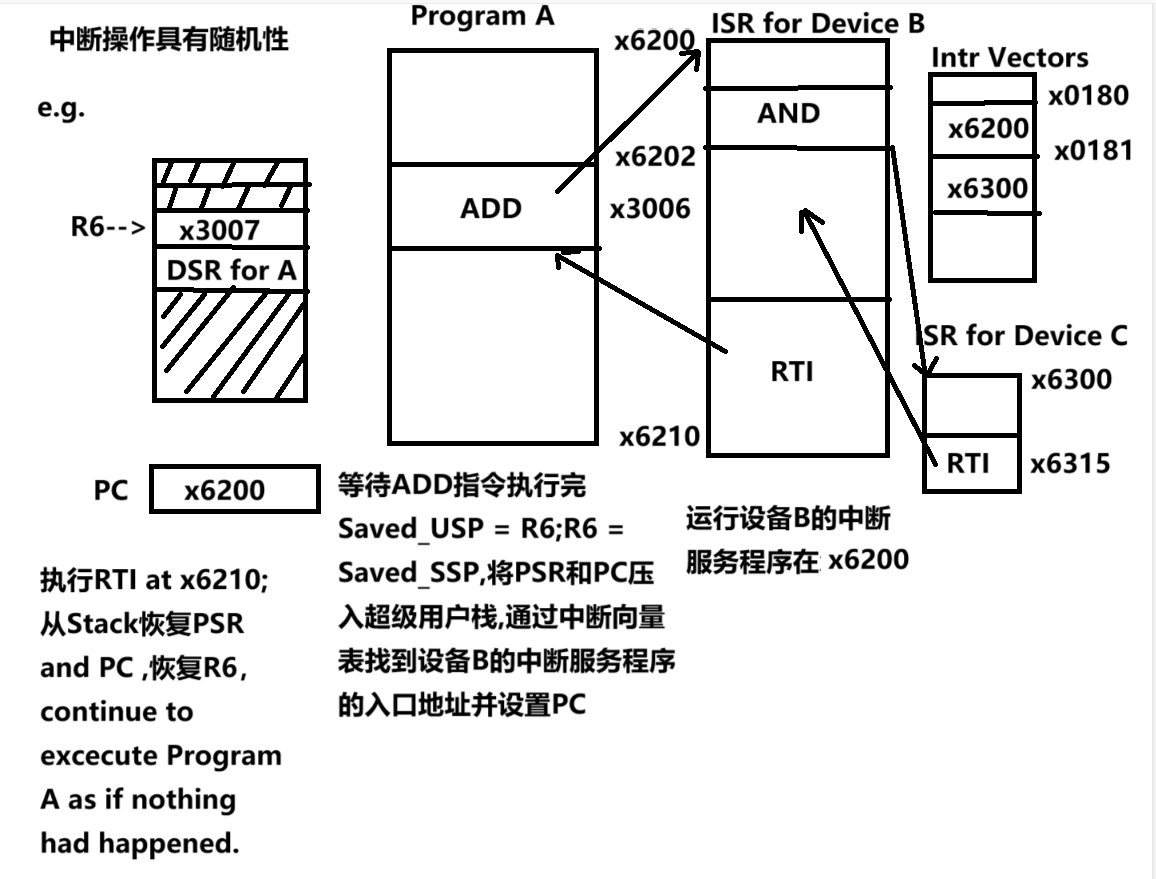 中断操作具有随机性
e.g.
R6-->
x3007
DSR for A
PC
x6200
执行RTI at x6210;
从Stack恢复PSR
and PC ,恢复R6,
continue to
excecute Program
A as if nothing
had happened.
Program A
ADD
x3006
等待ADD指令执行完
Saved_USP = R6;R6 =
Saved_SSP,将PSR和PC压
入超级用户栈,通过中断向量
表找到设备B的中断服务程序
的入口地址并设置PC
ISR for Device B
x6200
AND
x6202
RTI
x6210
运行设备B的中断
服务程序在 x6200
Intr Vectors
x0180
x6200
x0181
x6300
ISR for Device C
x6300
RTI
x6315